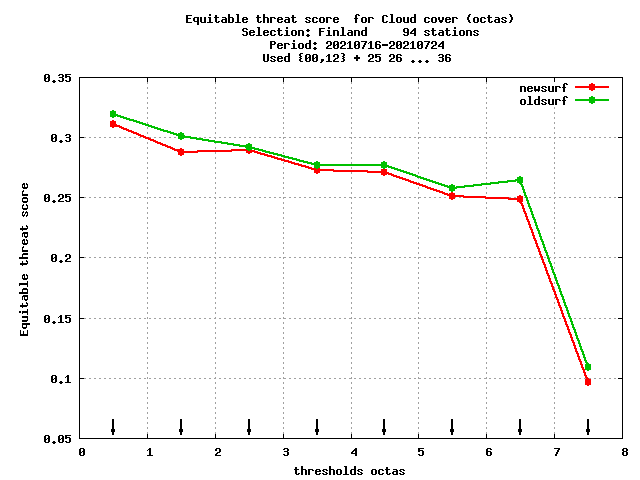 Equitable threat score  for Cloud cover (octas)
Selection: Finland     94 stations
Period: 20210716-20210724
Used {00,12} + 25 26 ... 36
newsurf
oldsurf
Equitable threat score
0.35
0.3
0.25
0.2
0.15
0.1
0.05
0 1 2 3 4 5 6 7 8
thresholds octas